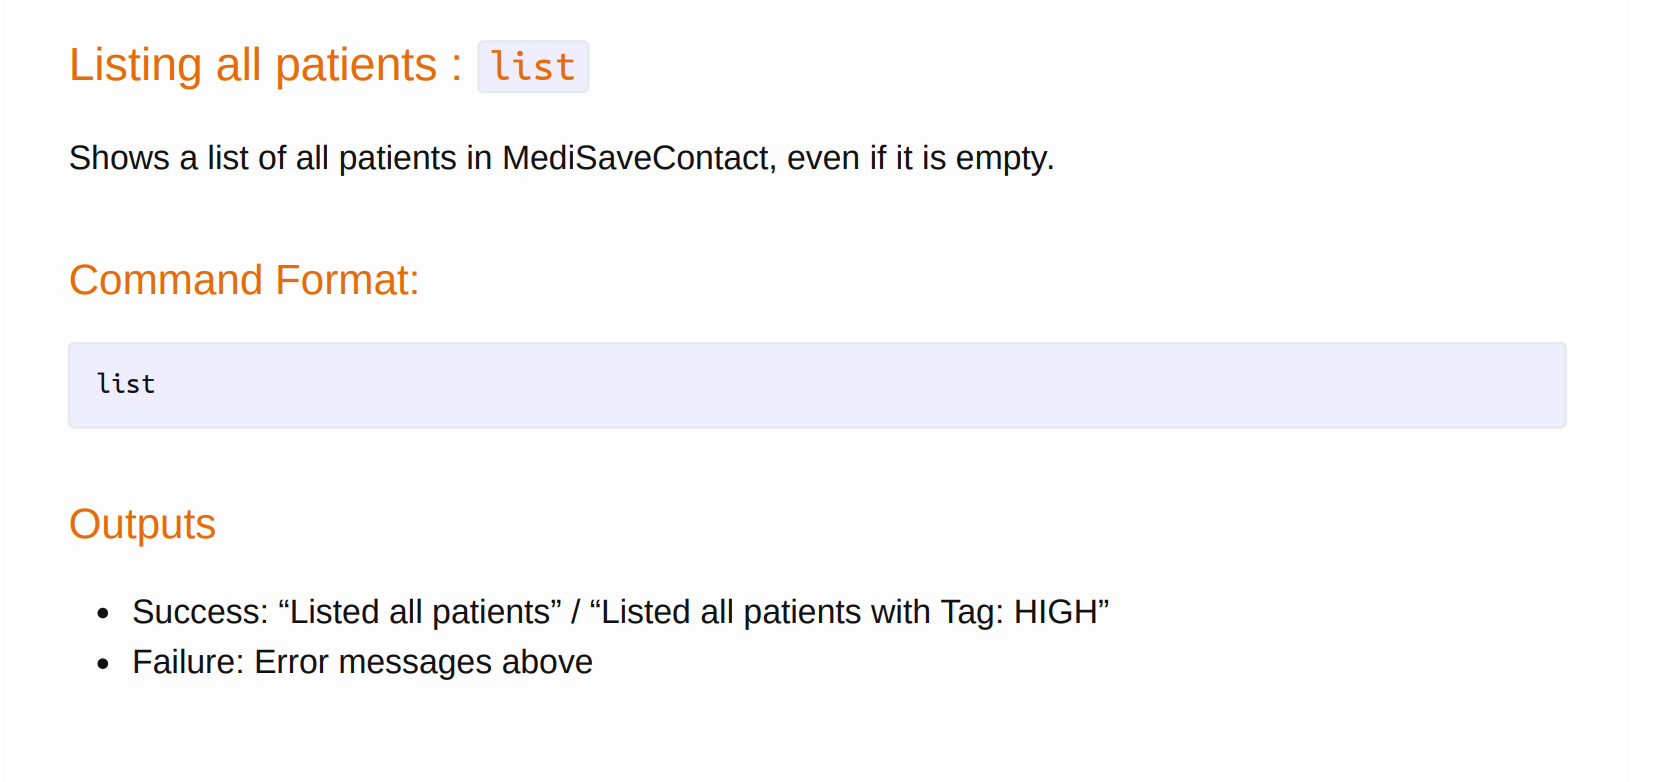 Listing all patients : list
Shows a list of all patients in MediSaveContact, even if it is empty.
Command Format:
list
Outputs
• Success: “Listed all patients” / “Listed all patients with Tag: HIGH”
• Failure: Error messages above